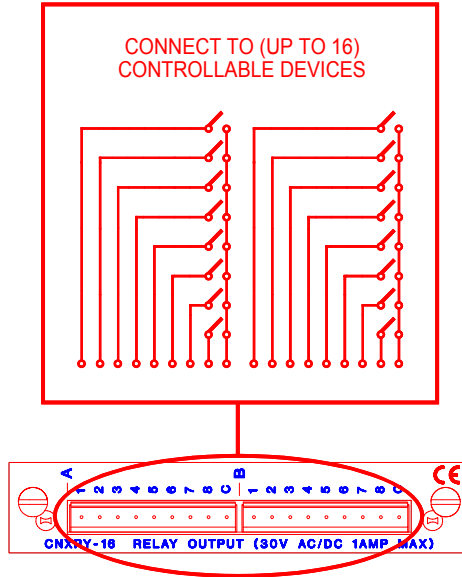 CONNECT TO (UP TO 16)
CONTROLLABLE DEVICES
A 1 2 3 4 5 6 7 8 C B 1 2 3 4 5 6 7 8 C
CE
CNXRY-16 RELAY OUTPUT (30V AC/DC 1AMP MAX)